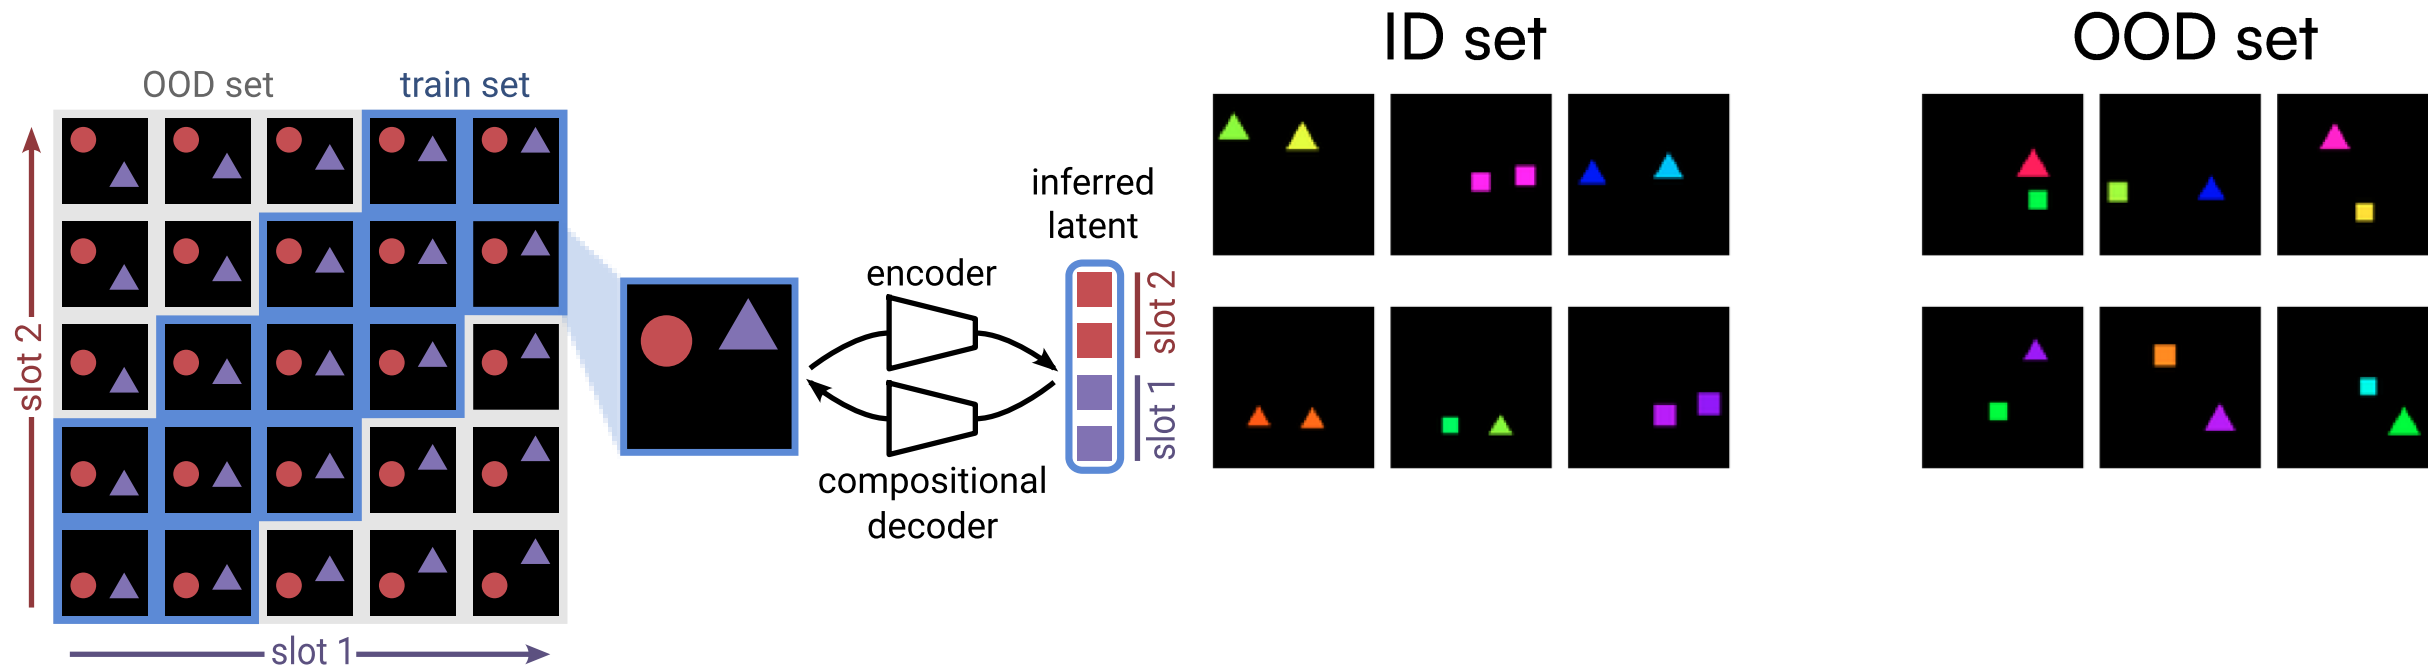 OOD set
train set
slot 2
slot 1
encoder
compositional
decoder
inferred
latent
slot 2
slot 1
ID set
OOD set